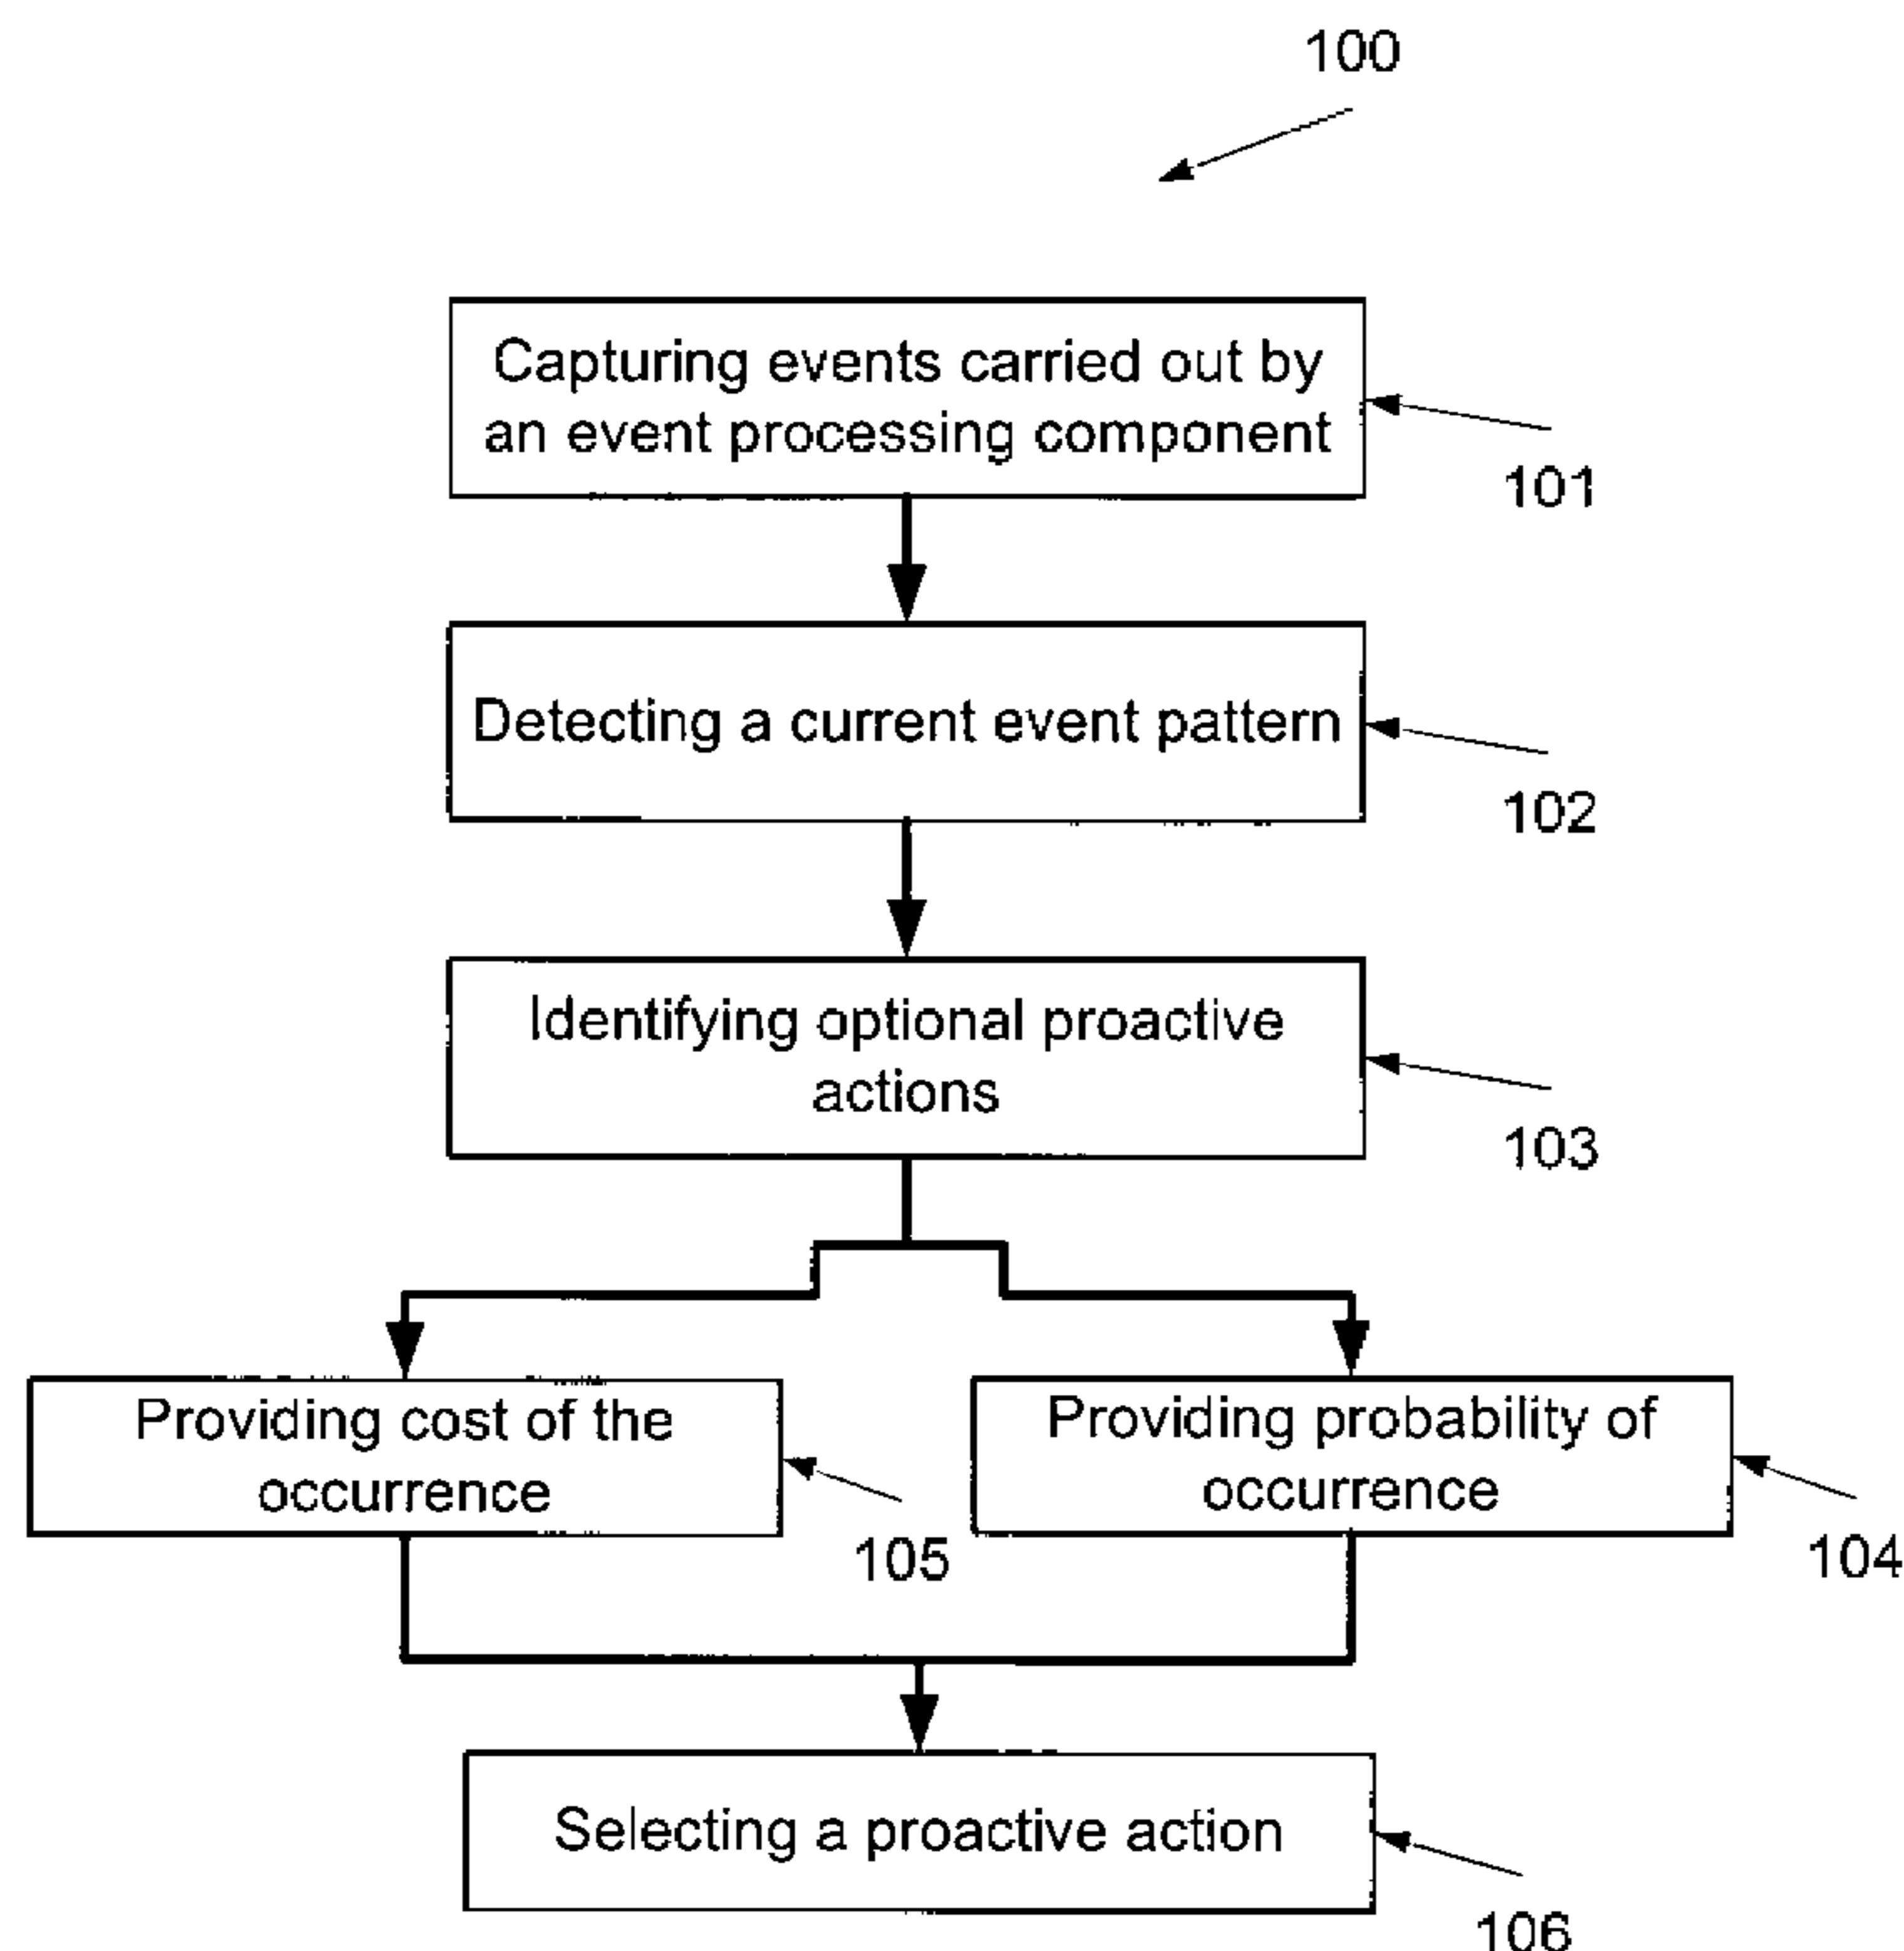 100
Capturing events carried out by
an event processing component
101
Detecting a current event pattern
102
Identifying optional proactive
actions
103
Providing cost of the
occurrence
105
Providing probability of
occurrence
104
Selecting a proactive action
106